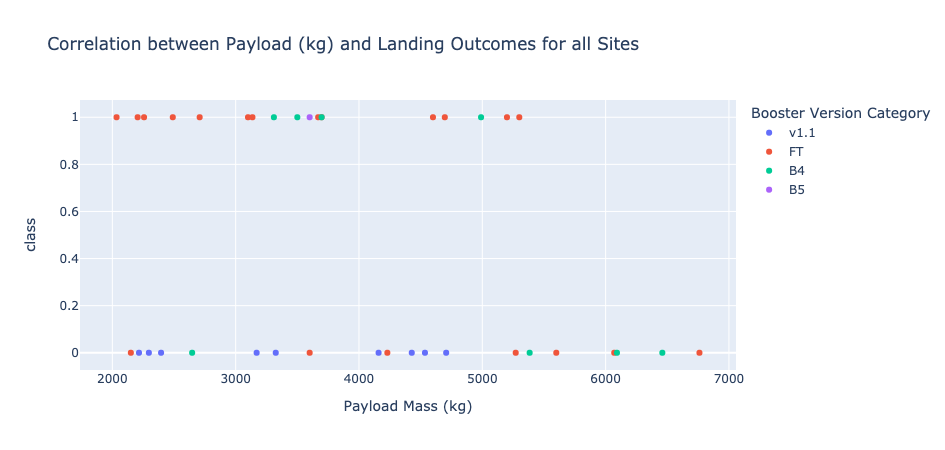 Correlation between Payload (kg) and Landing Outcomes for all Sites
Booster Version Category
v1.1
FT
B4
B5
1
0.8
0.6
0.4
0.2
0
class
2000 3000 4000 5000 6000 7000
Payload Mass (kg)